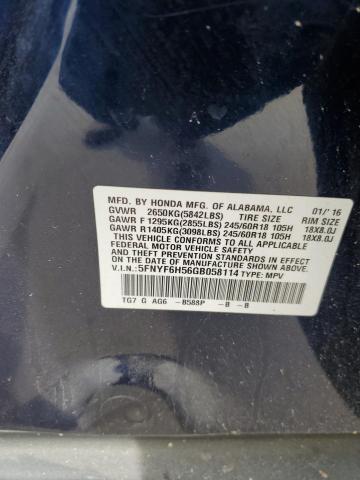 MFD. BY HONDA MFG. OF ALABAMA, LLC 01/'16
GVWR 2650KG(5842LBS) TIRE SIZE RIM SIZE
GAWR F 1295KG(2855LBS) 245/60R18 105H 18X8.0J
GAWR R 1405KG(3098LBS) 245/60R18 105H 18X8.0J
THIS VEHICLE CONFORMS TO ALL APPLICABLE
FEDERAL MOTOR VEHICLE SAFETY AND
THEFT PREVENTION STANDARDS IN EFFECT ON THE
DATE OF MANUFACTURE SHOWN ABOVE.
V.I.N.: 5FNYF6H56GB058114 TYPE: MPV
TG7 G AG6 -B588P -B -B